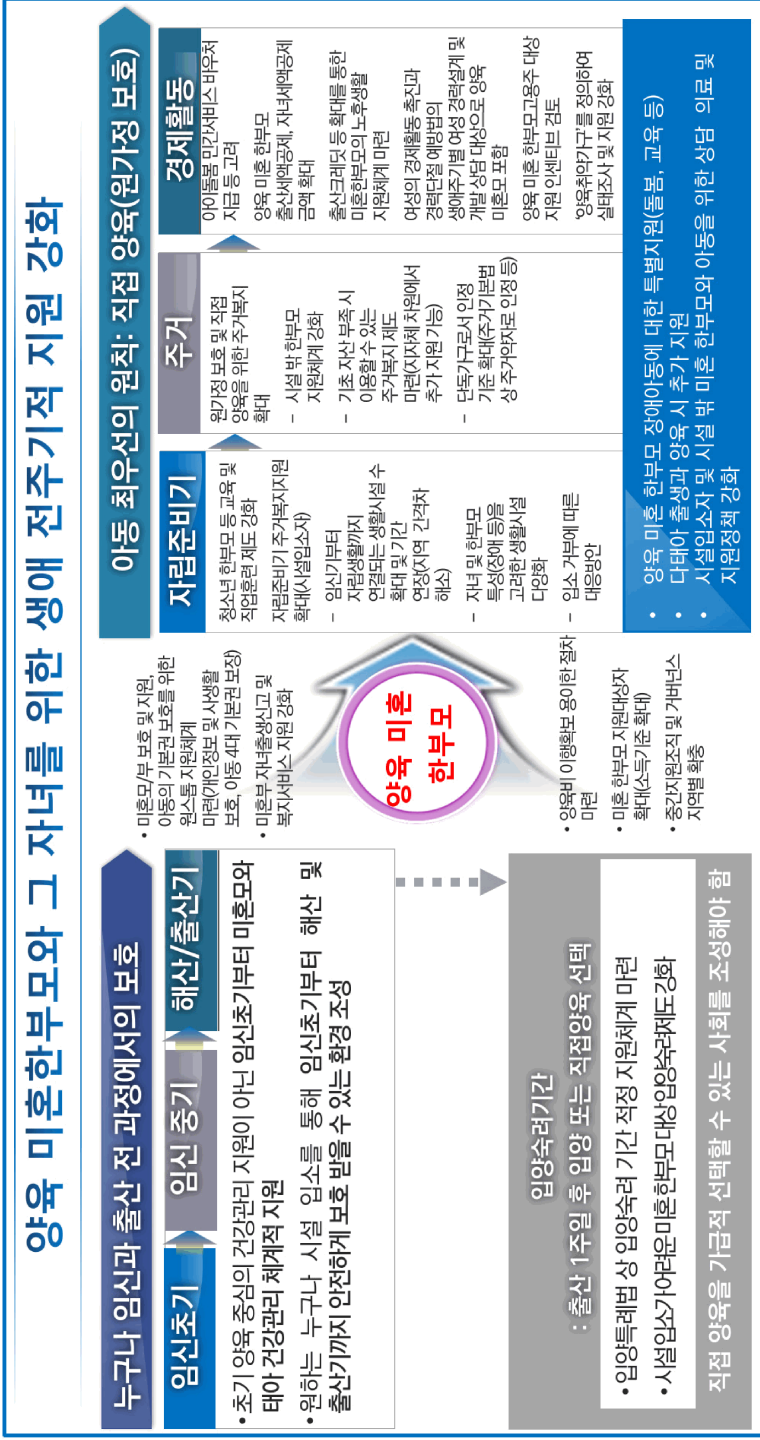 양육 미혼한부모와 그 자녀를 위한 생애 전주기적 지원 강화
누구나 임신과 출산 전 과정에서의 보호
임신초기
임신 중기
해산/출산기
• 초기 양육 중심의 건강관리 지원이 아닌 임신초기부터 미혼모와
태아 건강관리 체계적 지원
• 원하는 누구나 시설 입소를 통해 임신초기부터 해산 및
출산기까지 안전하게 보호 받을 수 있는 환경 조성
입양숙려기간
: 출산 1주일 후 입양 또는 직접양육 선택
• 입양특례법 상 입양숙려 기간 적정 지원체계 마련
• 시설입소가 어려운 미혼한부모 대상 입양숙려제도 강화
직접 양육을 가급적 선택할 수 있는 사회를 조성해야 함
• 미혼모/부 보호 및 지원,
아동의 기본권 보호를 위한
원스톱 지원체계
마련(개인정보 및 사생활
보호, 아동 4대 기본권 보장)
• 미혼부 자녀출생신고 및
복지서비스 지원 강화
양육 미혼
한부모
• 양육비 이행확보 용이한 절차
마련
• 미혼 한부모 지원대상자
확대(소득기준 확대)
• 중간지원조직 및 거버넌스
지역별 확충
아동 최우선의 원칙: 직접 양육(원가정 보호)
자립준비기
청소년 한부모 등 교육 및
직업훈련 제도 강화
자립준비기 주거복지지원
확대(시설입소자)
– 임신기부터
자립생활까지
연결되는 생활시설 수
확대 및 기간
연장(지역 간격차
해소)
– 자녀 및 한부모
특성(장애 등)을
고려한 생활시설
다양화
– 입소 거부에 따른
대응방안
주거
원가정 보호 및 직접
양육을 위한 주거복지
확대
– 시설 밖 한부모
지원체계 강화
– 기초 자산 부족 시
이용할 수 있는
주거복지 제도
마련(지자체 차원에서
추가 지원 가능)
– 단독가구로서 인정
기준 확대(주거기본법
상 주거약자로 인정 등)
경제활동
아이돌봄 민간서비스 바우처
지급 등 고려
양육 미혼 한부모
출산세액공제, 자녀세액공제
금액 확대
출산크레딧 등 확대를 통한
미혼한부모의 노후생활
지원체계 마련
여성의 경제활동 촉진과
경력단절 예방법의
생애주기별 여성 경력설계 및
개발 상담 대상으로 양육
미혼모 포함
양육 미혼 한부모고용주 대상
지원 인센티브 검토
'양육취약가구'를 정의하여
실태조사 및 지원 강화
• 양육 미혼 한부모 장애아동에 대한 특별지원(돌봄, 교육 등)
• 다태아 출생과 양육 시 추가 지원
• 시설입소자 및 시설 밖 미혼 한부모와 아동을 위한 상담 의료 및
지원정책 강화